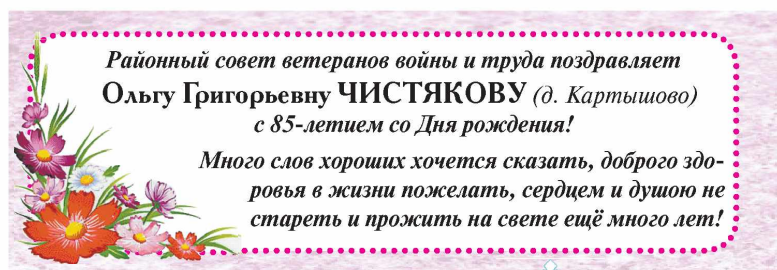 Районный совет ветеранов войны и труда поздравляет
Ольгу Григорьевну ЧИСТЯКОВУ (д. Картышово)
с 85-летием со Дня рождения!
Много слов хороших хочется сказать, доброго здо-
ровья в жизни пожелать, сердцем и душою не
стареть и прожить на свете ещё много лет!